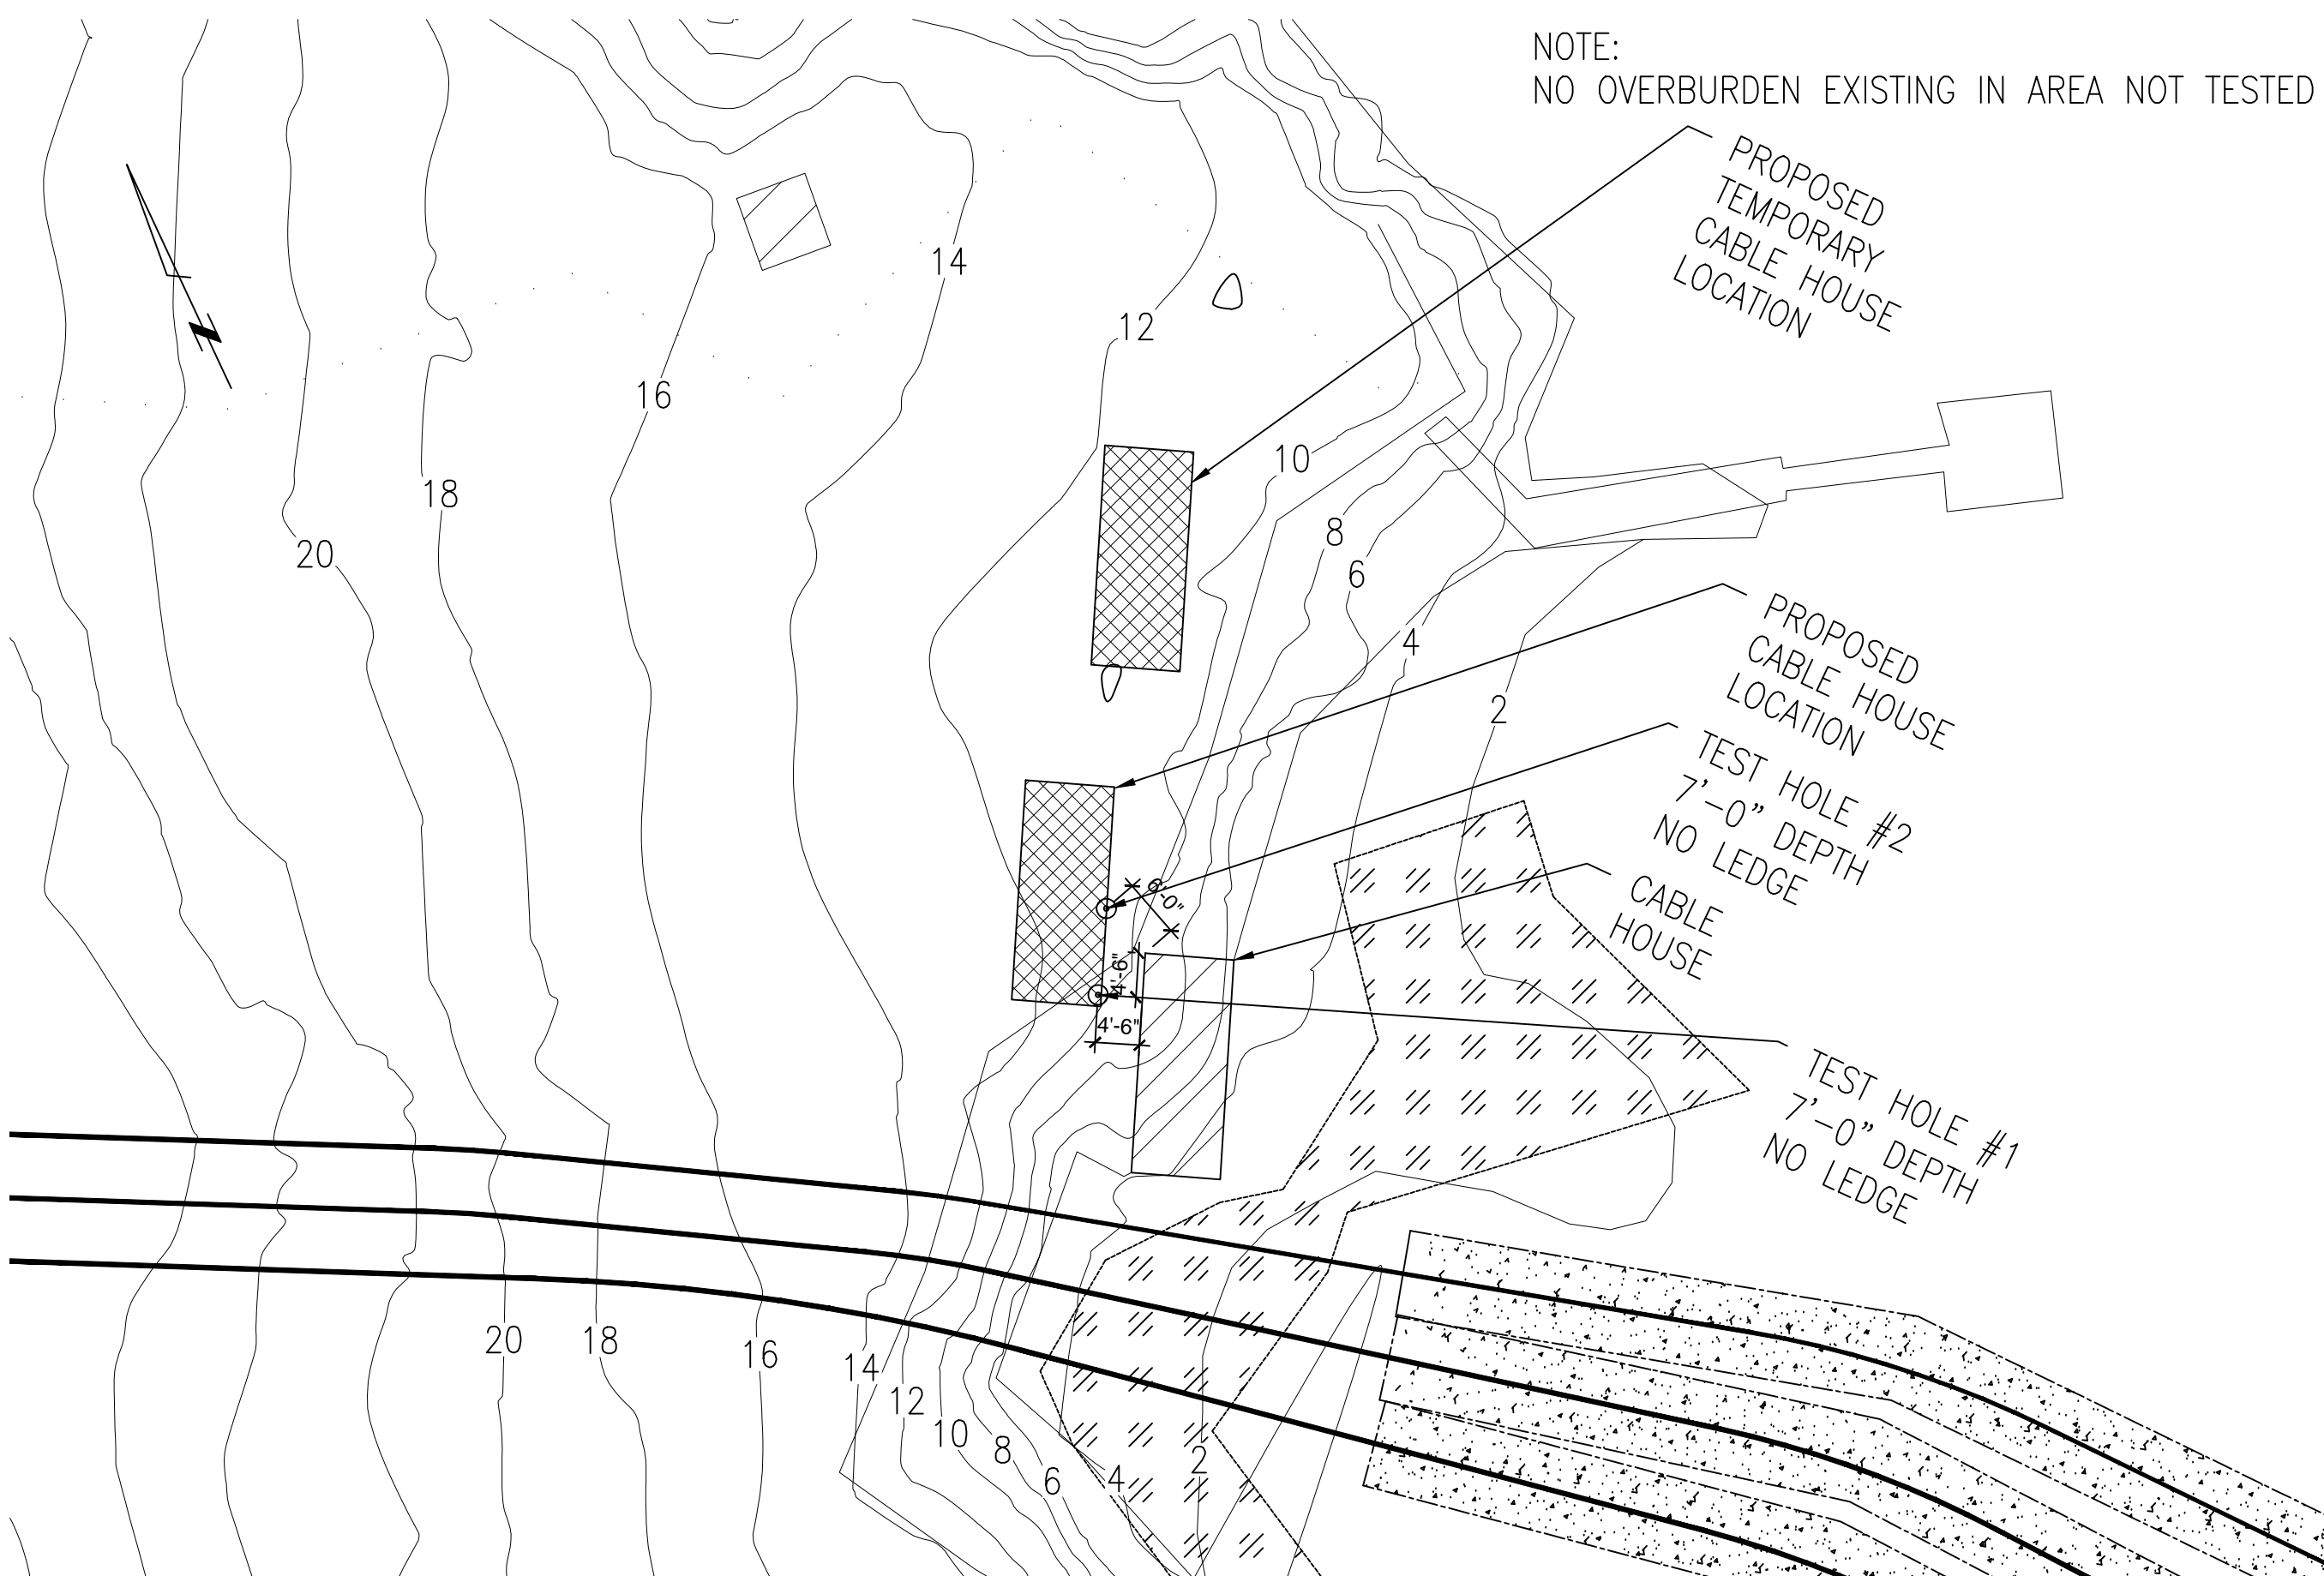 NOTE:
NO OVERBURDEN EXISTING IN AREA NOT TESTED
PROPOSED
TEMPORARY
CABLE HOUSE
LOCATION
14
12
16
10
18
8
20
6
PROPOSED
CABLE HOUSE
LOCATION
4
2
TEST HOLE #2
7'-0" DEPTH
NO LEDGE
CABLE
HOUSE
6'-0"
4'-6"
4'-6"
TEST HOLE #1
7'-0" DEPTH
NO LEDGE
20
18
16
14
12
10
8
6
4
2
N